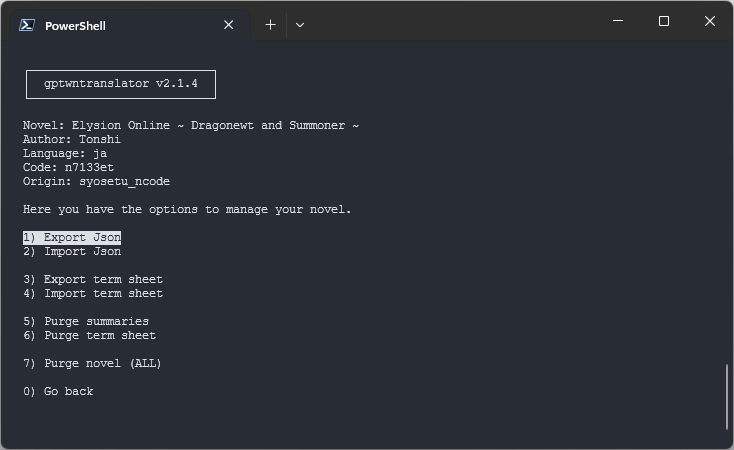 PowerShell
gptwntranslator v2.1.4
Novel: Elysion Online ~ Dragonewt and Summoner ~
Author: Tonshi
Language: ja
Code: n7133et
Origin: syosetu_ncode
Here you have the options to manage your novel.
1) Export Json
2) Import Json
3) Export term sheet
4) Import term sheet
5) Purge summaries
6) Purge term sheet
7) Purge novel (ALL)
0) Go back